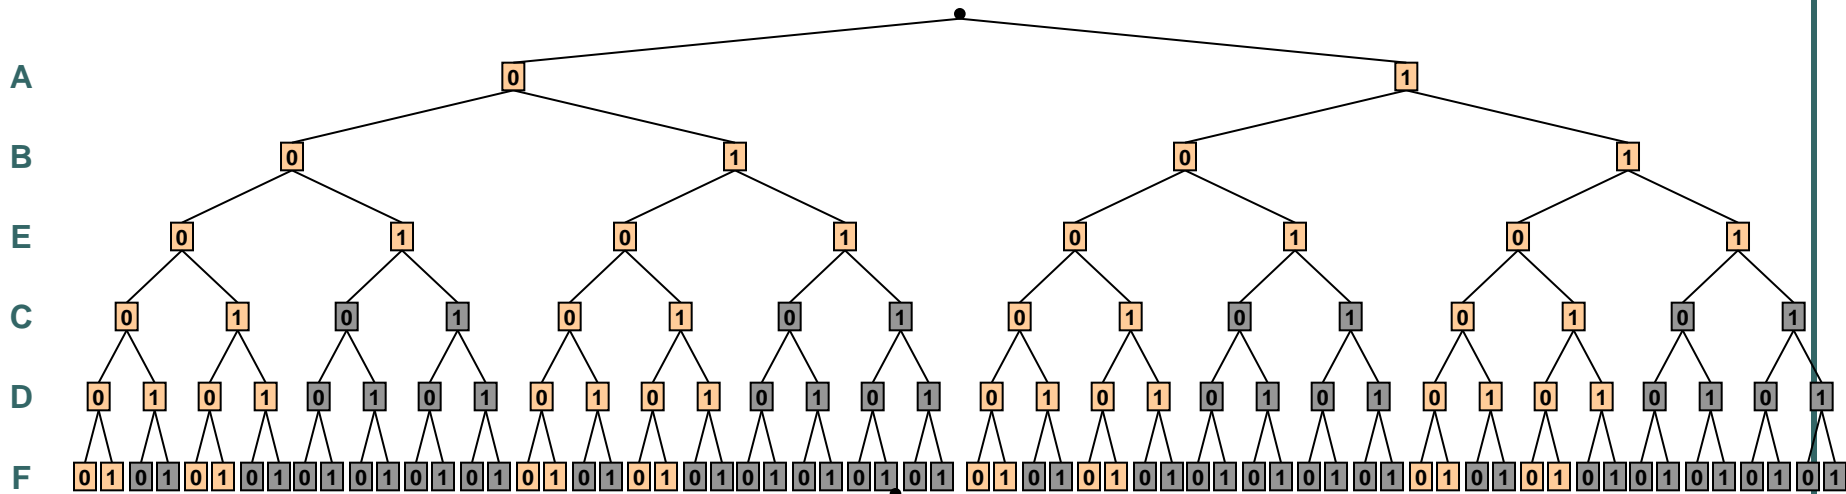 A 0 1
B 0 1 0 1
E 0 1 0 1 0 1 0 1
C 0 1 0 1 0 1 0 1 0 1 0 1 0 1 0 1
D 0 1 0 1 0 1 0 1 0 1 0 1 0 1 0 1 0 1 0 1 0 1 0 1 0 1 0 1 0 1 0 1
F 0 1 0 1 0 1 0 1 0 1 0 1 0 1 0 1 0 1 0 1 0 1 0 1 0 1 0 1 0 1 0 1 0 1 0 1 0 1 0 1 0 1 0 1 0 1 0 1 0 1 0 1 0 1 0 1 0 1 0 1 0 1 0 1